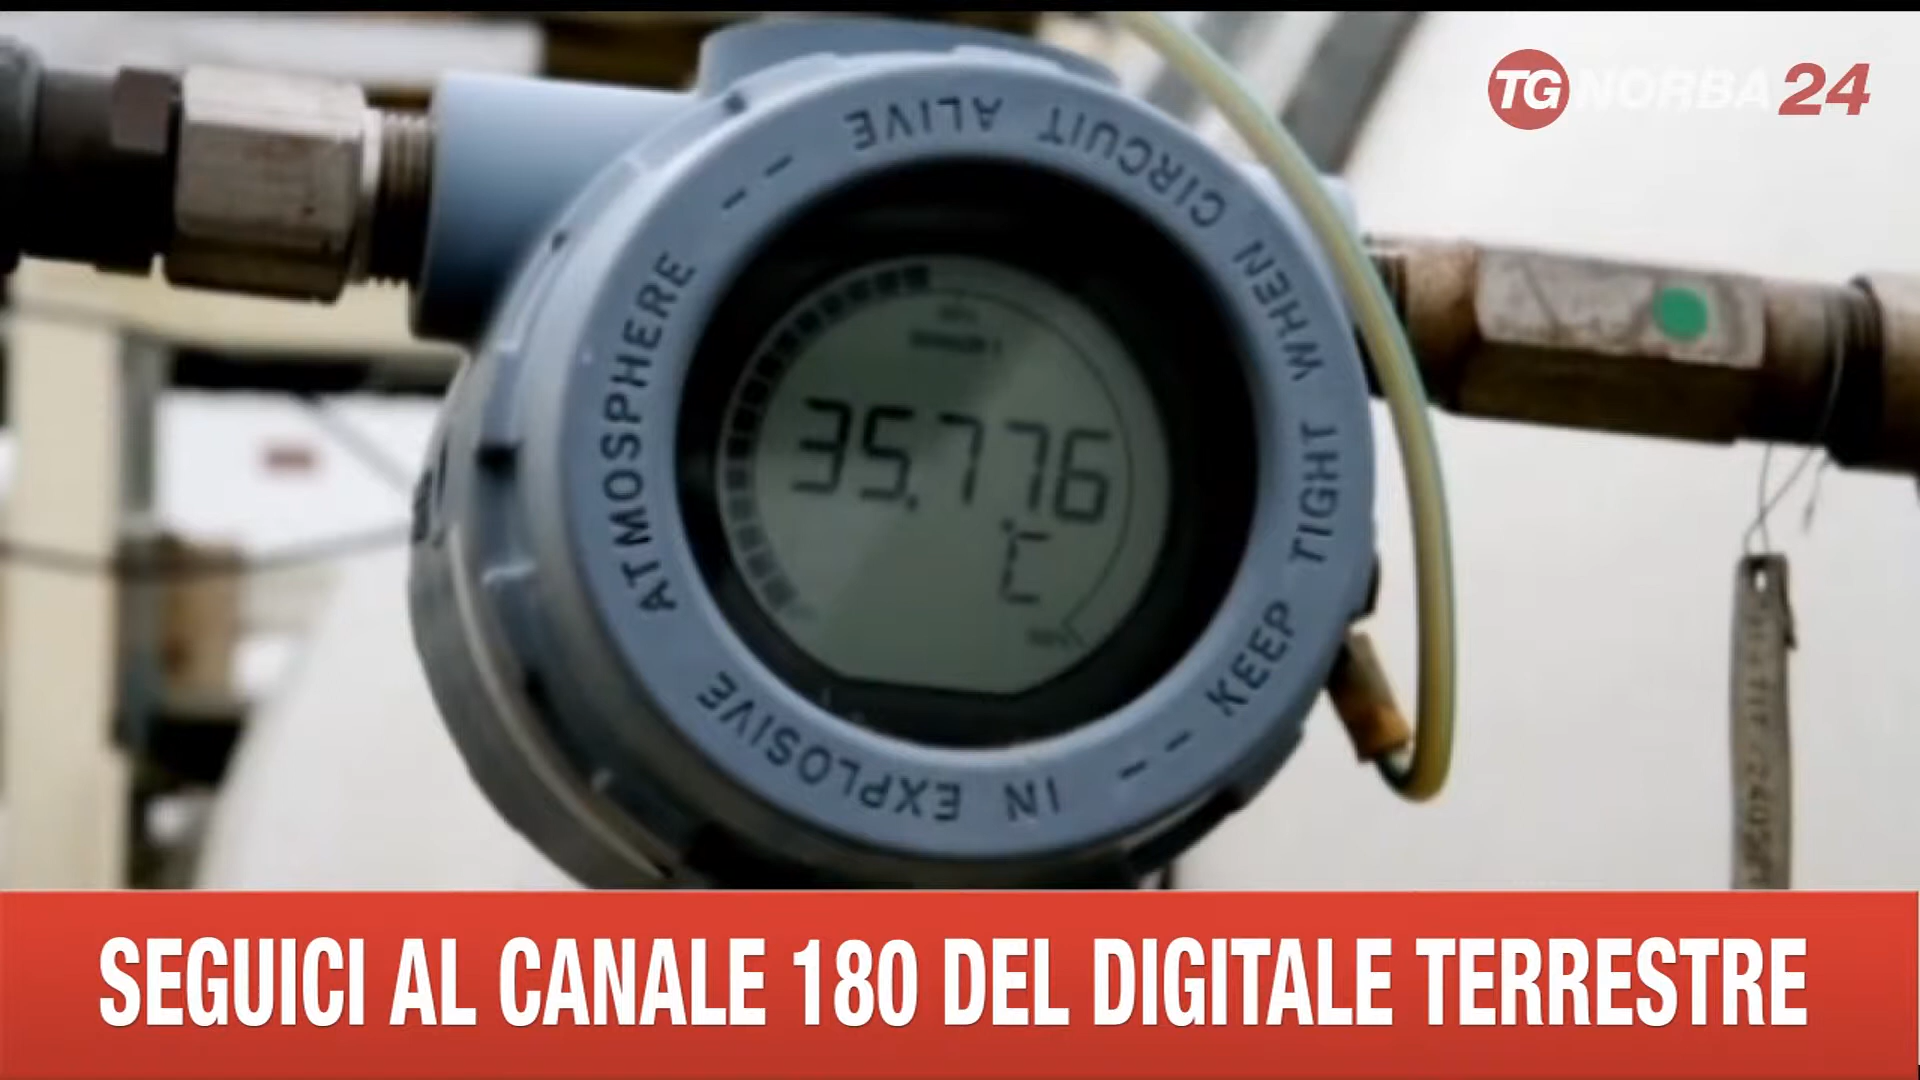 TG NORBA 24
ATMOSPHERE -- ALIVE CIRCUIT WHEN TIGHT KEEP -- IN EXPLOSIVE
35.776
°C
SEGUICI AL CANALE 180 DEL DIGITALE TERRESTRE